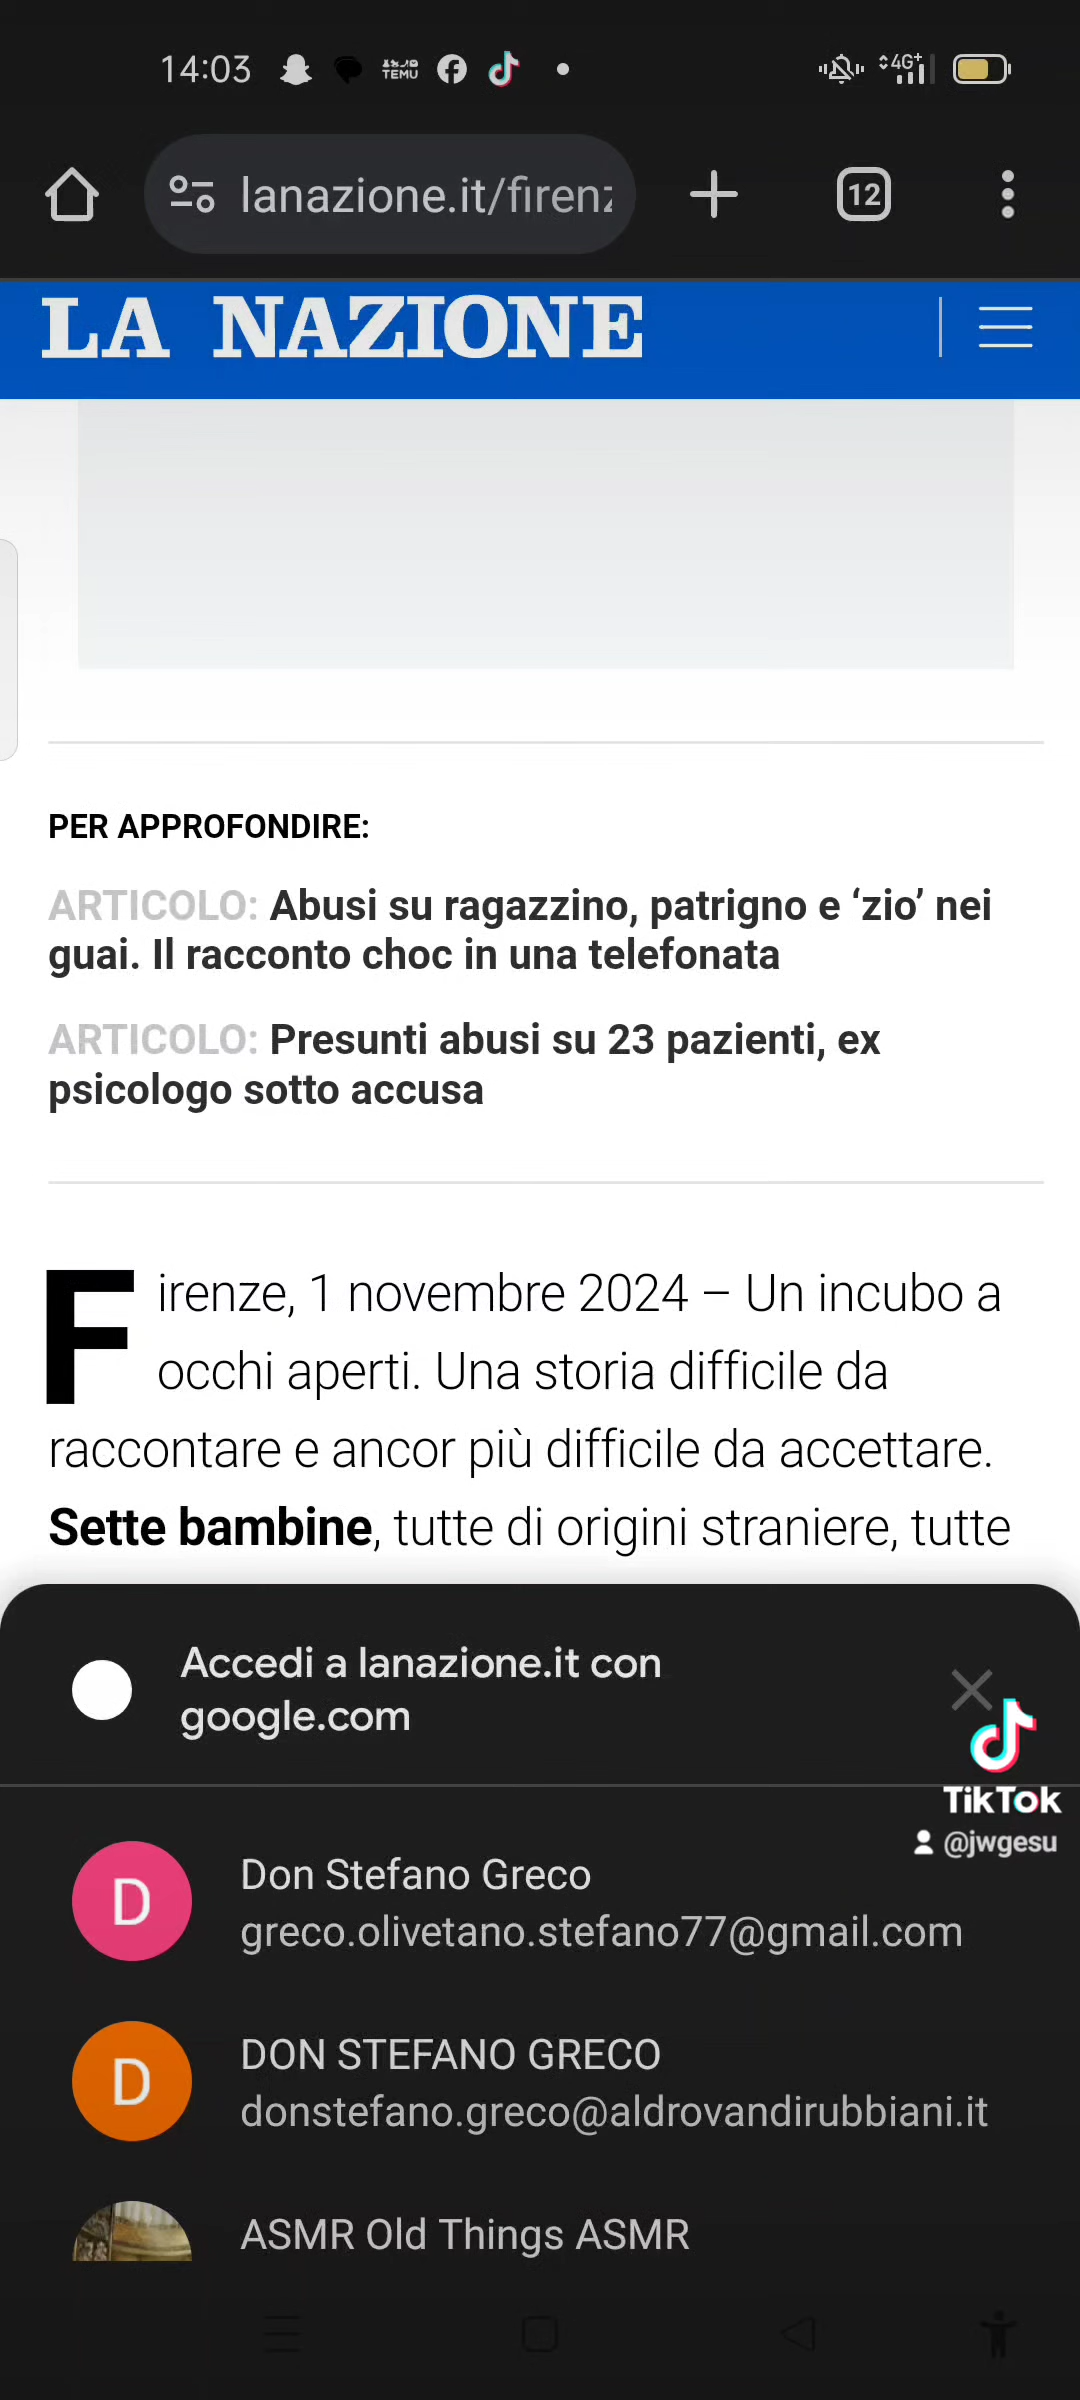 14:03
TEMU
4G+
lanazione.it/firenz
12
LA NAZIONE
PER APPROFONDIRE:
ARTICOLO: Abusi su ragazzino, patrigno e ‘zio’ nei
guai. Il racconto choc in una telefonata
ARTICOLO: Presunti abusi su 23 pazienti, ex
psicologo sotto accusa
Firenze, 1 novembre 2024 – Un incubo a
occhi aperti. Una storia difficile da
raccontare e ancor più difficile da accettare.
Sette bambine, tutte di origini straniere, tutte
Accedi a lanazione.it con
google.com
TikTok
@jwgesu
D
Don Stefano Greco
greco.olivetano.stefano77@gmail.com
D
DON STEFANO GRECO
donstefano.greco@aldrovandirubbiani.it
ASMR Old Things ASMR